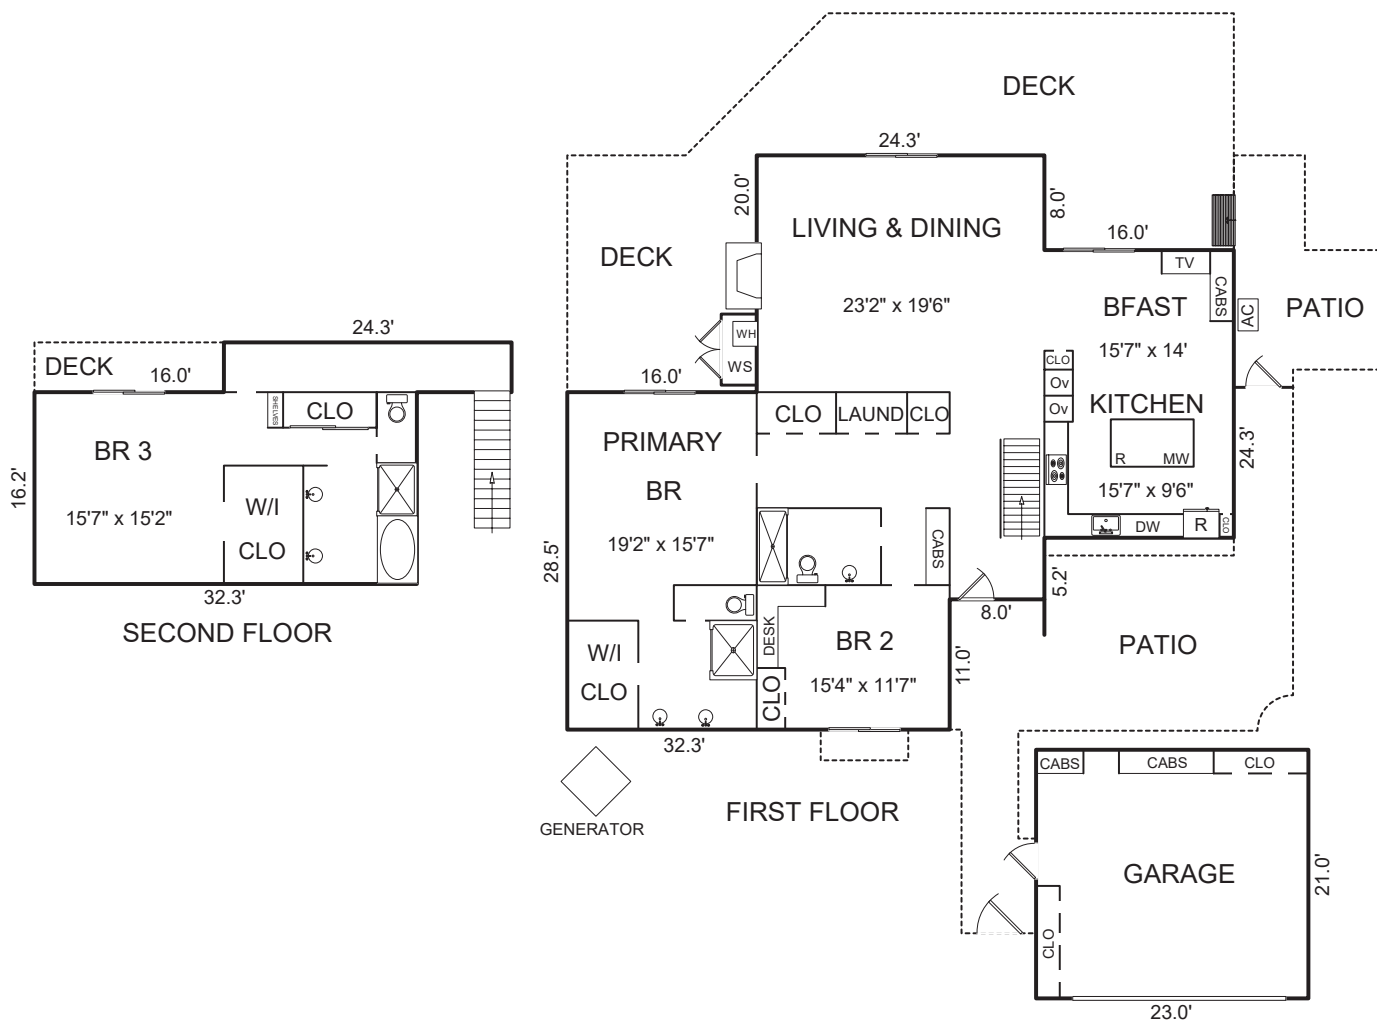 DECK
24.3'
20.0'
LIVING & DINING
8.0'
16.0'
DECK
TV
CABS
23'2" x 19'6"
BFAST
AC
PATIO
WH
WS
15'7" x 14'
CLO
Ov
Ov
16.0'
CLO
LAUND
CLO
KITCHEN
PRIMARY
BR
R
MW
24.3'
15'7" x 9'6"
19'2" x 15'7"
DW
R
CLO
CABS
28.5'
5.2'
8.0'
DESK
BR 2
PATIO
W/I
CLO
CLO
15'4" x 11'7"
11.0'
32.3'
GENERATOR
FIRST FLOOR
24.3'
DECK
16.0'
SHELVES
CLO
BR 3
16.2'
W/I
CLO
15'7" x 15'2"
32.3'
SECOND FLOOR
CABS
CABS
CLO
GARAGE
21.0'
CLO
23.0'